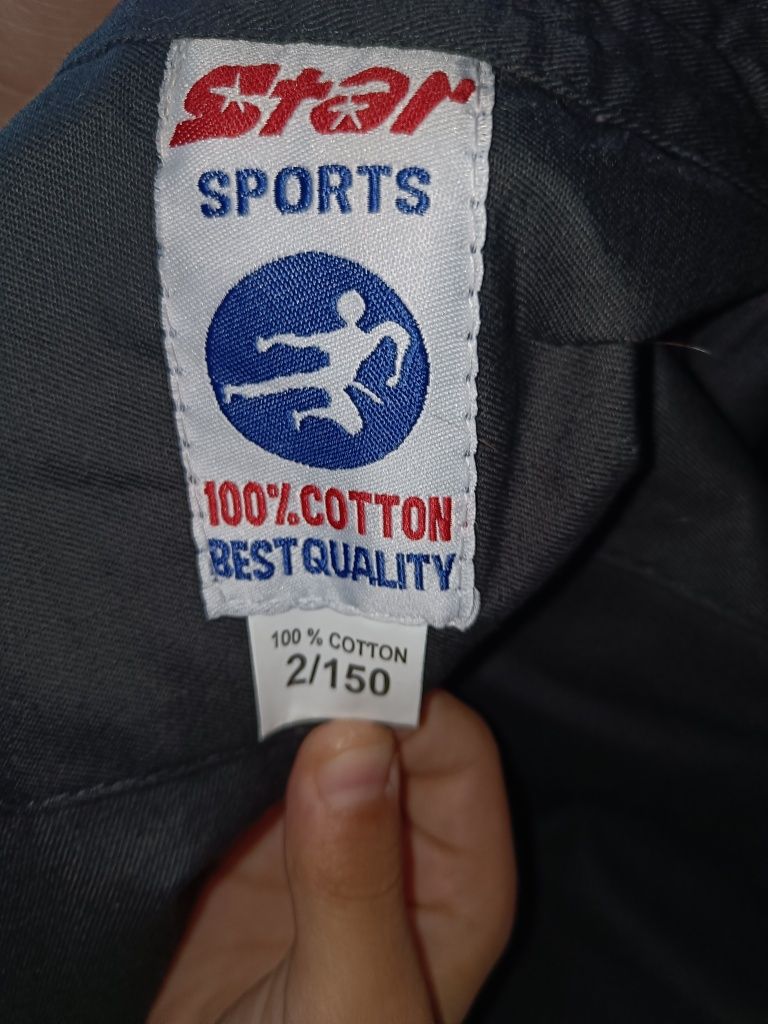 Star
SPORTS
100% COTTON
BEST QUALITY
100 % COTTON
2/150